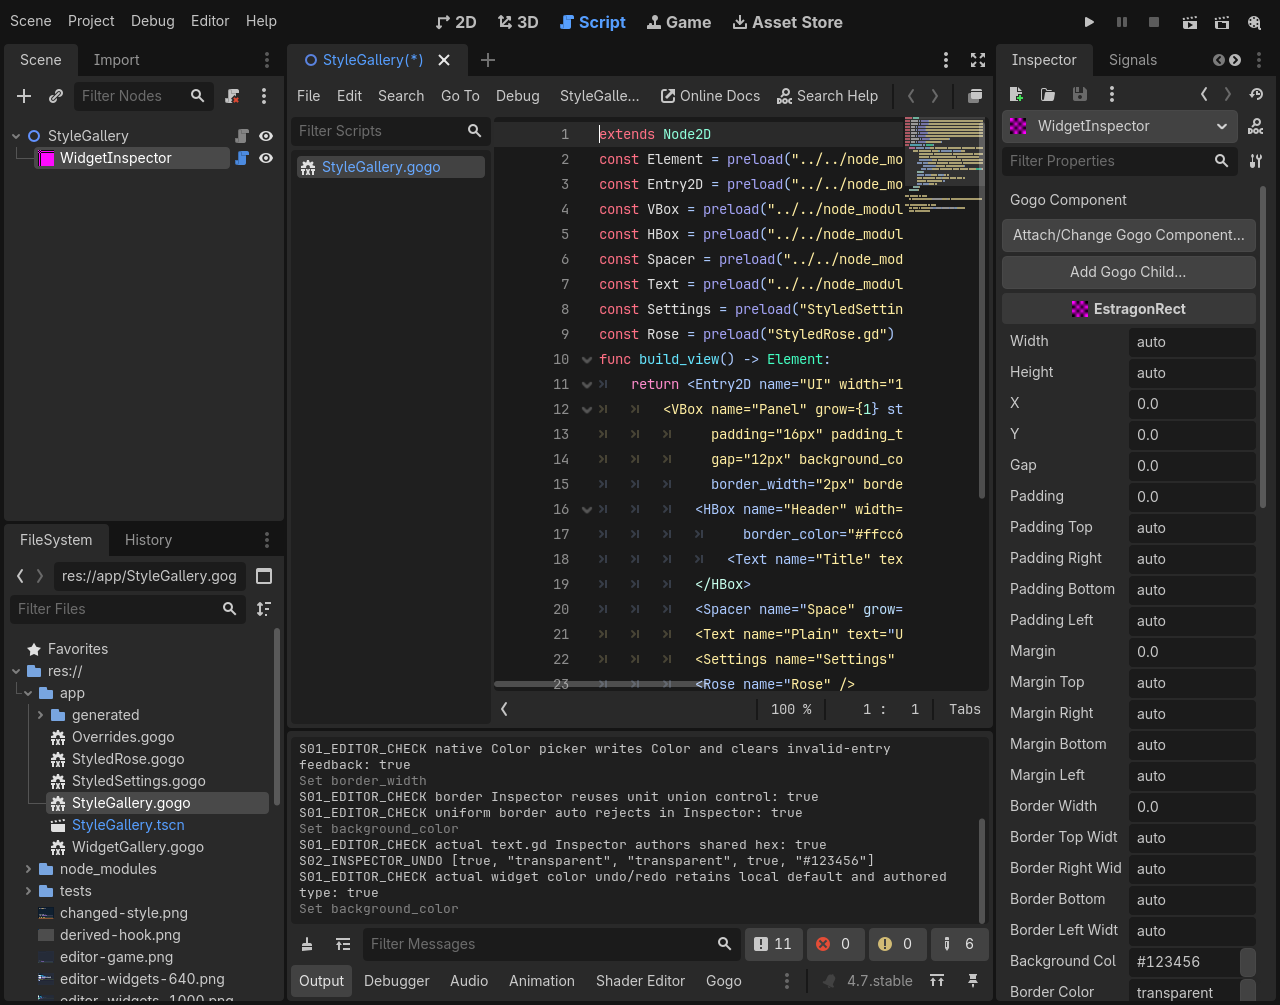 Scene Project Debug Editor Help
2D 3D Script Game Asset Store
Scene Import
Filter Nodes
StyleGallery
WidgetInspector
FileSystem History
res://app/StyleGallery.gog
Filter Files
Favorites
res://
app
generated
Overrides.gogo
StyledRose.gogo
StyledSettings.gogo
StyleGallery.gogo
StyleGallery.tscn
WidgetGallery.gogo
node_modules
tests
changed-style.png
derived-hook.png
editor-game.png
editor-widgets-640.png
editor-widgets-1000.png
StyleGallery(*)
File Edit Search Go To Debug StyleGalle... Online Docs Search Help
Filter Scripts
StyleGallery.gogo
1 extends Node2D
2 const Element = preload("../../node_mo
3 const Entry2D = preload("../../node_mo
4 const VBox = preload("../../node_modul
5 const HBox = preload("../../node_modul
6 const Spacer = preload("../../node_mod
7 const Text = preload("../../node_modul
8 const Settings = preload("StyledSettin
9 const Rose = preload("StyledRose.gd")
10 func build_view() -> Element:
11 return <Entry2D name="UI" width="1
12 <VBox name="Panel" grow={1} st
13 padding="16px" padding_t
14 gap="12px" background_co
15 border_width="2px" borde
16 <HBox name="Header" width=
17 border_color="#ffcc6
18 <Text name="Title" tex
19 </HBox>
20 <Spacer name="Space" grow=
21 <Text name="Plain" text="U
22 <Settings name="Settings"
23 <Rose name="Rose" />
100 % 1 : 1 Tabs
S01_EDITOR_CHECK native Color picker writes Color and clears invalid-entry
feedback: true
Set border_width
S01_EDITOR_CHECK border Inspector reuses unit union control: true
S01_EDITOR_CHECK uniform border auto rejects in Inspector: true
Set background_color
S01_EDITOR_CHECK actual text.gd Inspector authors shared hex: true
S02_INSPECTOR_UNDO [true, "transparent", "transparent", true, "#123456"]
S01_EDITOR_CHECK actual widget color undo/redo retains local default and authored
type: true
Set background_color
Filter Messages 11 0 0 6
Output Debugger Audio Animation Shader Editor Gogo 4.7.stable
Inspector Signals
WidgetInspector
Filter Properties
Gogo Component
Attach/Change Gogo Component...
Add Gogo Child...
EstragonRect
Width auto
Height auto
X 0.0
Y 0.0
Gap 0.0
Padding 0.0
Padding Top auto
Padding Right auto
Padding Bottom auto
Padding Left auto
Margin 0.0
Margin Top auto
Margin Right auto
Margin Bottom auto
Margin Left auto
Border Width 0.0
Border Top Widt auto
Border Right Wid auto
Border Bottom auto
Border Left Widt auto
Background Col #123456
Border Color transparent